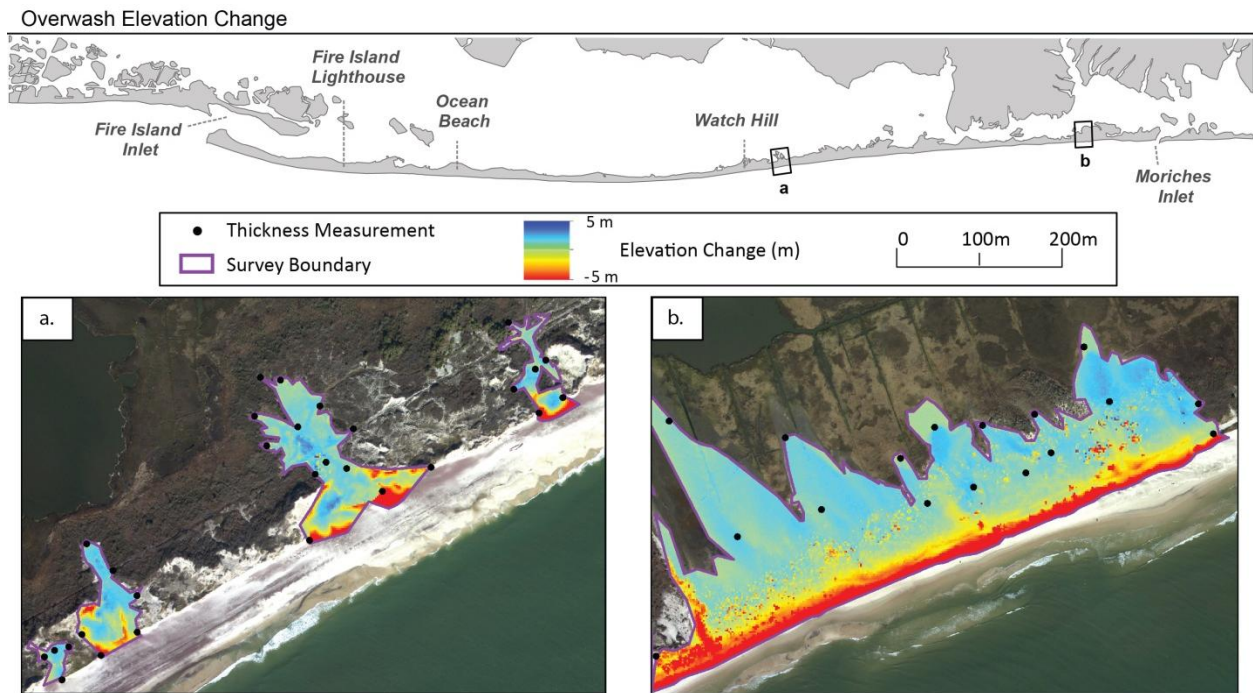 Overwash Elevation Change
Fire Island
Lighthouse
Ocean
Beach
Fire Island
Inlet
Watch Hill
a
b
Moriches
Inlet
Thickness Measurement
Survey Boundary
5 m
Elevation Change (m)
-5 m
0 100m 200m
a.
b.